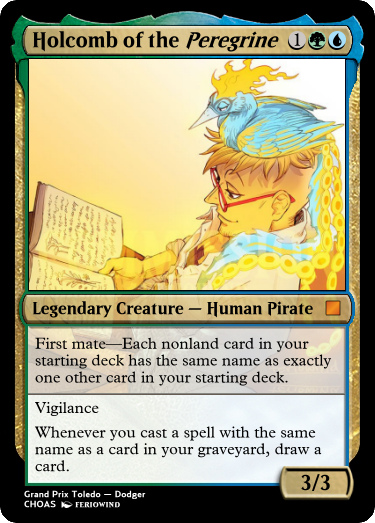 Holcomb of the Peregrine 1
Legendary Creature — Human Pirate
First mate—Each nonland card in your
starting deck has the same name as exactly
one other card in your starting deck.
Vigilance
Whenever you cast a spell with the same
name as a card in your graveyard, draw a
card.
3/3
Grand Prix Toledo — Dodger
CHOAS FERIOWIND